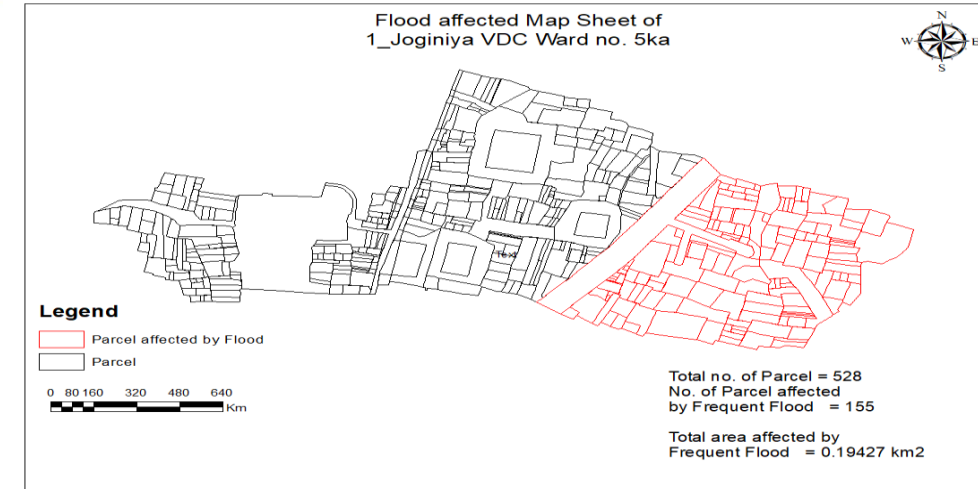 Flood affected Map Sheet of
1_Joginiya VDC Ward no. 5ka
N
W E
S
Text
Legend
Parcel affected by Flood
Parcel
0 80 160 320 480 640
Km
Total no. of Parcel = 528
No. of Parcel affected
by Frequent Flood = 155
Total area affected by
Frequent Flood = 0.19427 km2